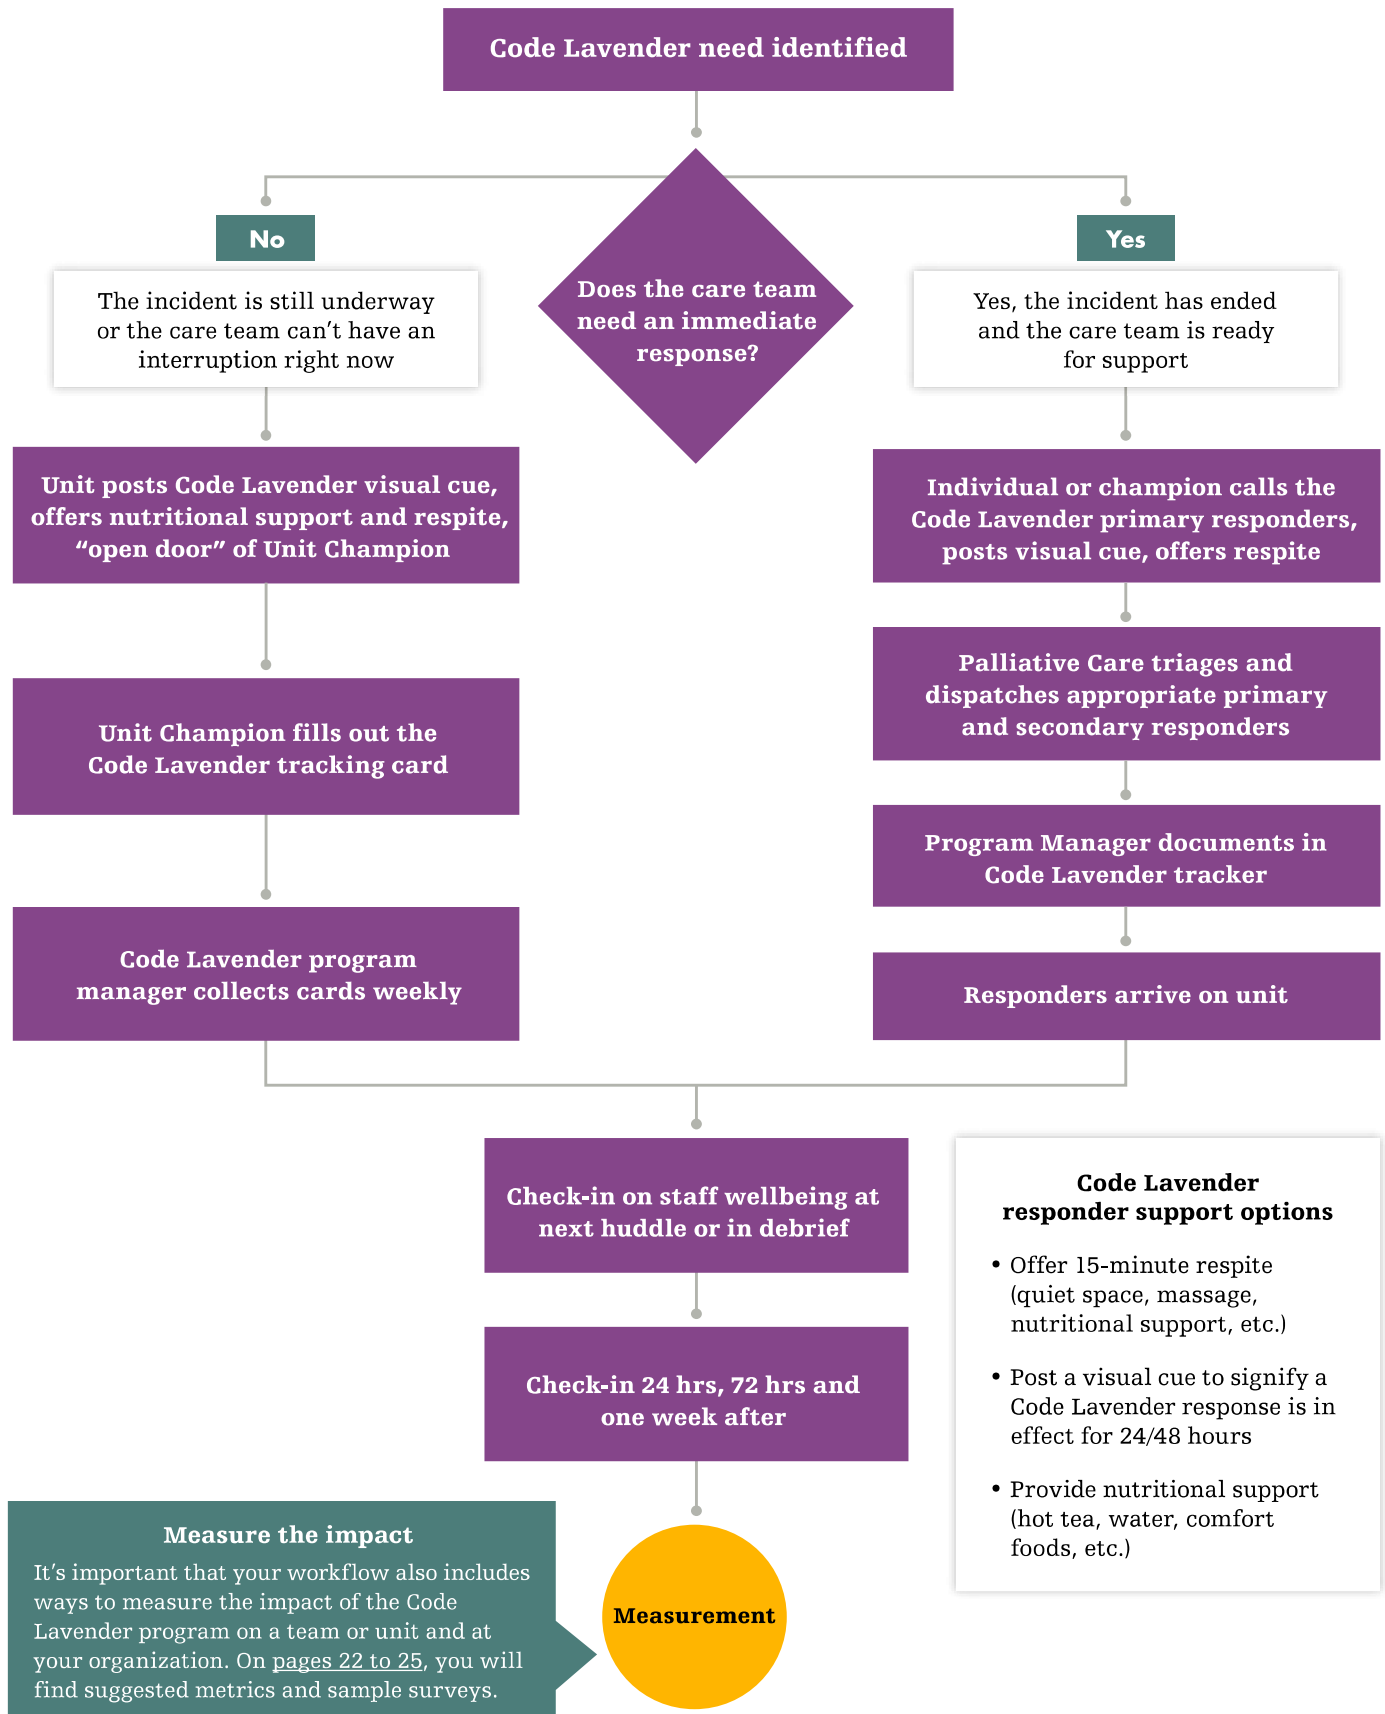 Code Lavender need identified
Does the care team
need an immediate
response?
No
The incident is still underway
or the care team can’t have an
interruption right now
Unit posts Code Lavender visual cue,
offers nutritional support and respite,
“open door” of Unit Champion
Unit Champion fills out the
Code Lavender tracking card
Code Lavender program
manager collects cards weekly
Yes
Yes, the incident has ended
and the care team is ready
for support
Individual or champion calls the
Code Lavender primary responders,
posts visual cue, offers respite
Palliative Care triages and
dispatches appropriate primary
and secondary responders
Program Manager documents in
Code Lavender tracker
Responders arrive on unit
Check-in on staff wellbeing at
next huddle or in debrief
Check-in 24 hrs, 72 hrs and
one week after
Measurement
Code Lavender
responder support options
• Offer 15-minute respite
(quiet space, massage,
nutritional support, etc.)
• Post a visual cue to signify a
Code Lavender response is in
effect for 24/48 hours
• Provide nutritional support
(hot tea, water, comfort
foods, etc.)
Measure the impact
It’s important that your workflow also includes
ways to measure the impact of the Code
Lavender program on a team or unit and at
your organization. On pages 22 to 25, you will
find suggested metrics and sample surveys.